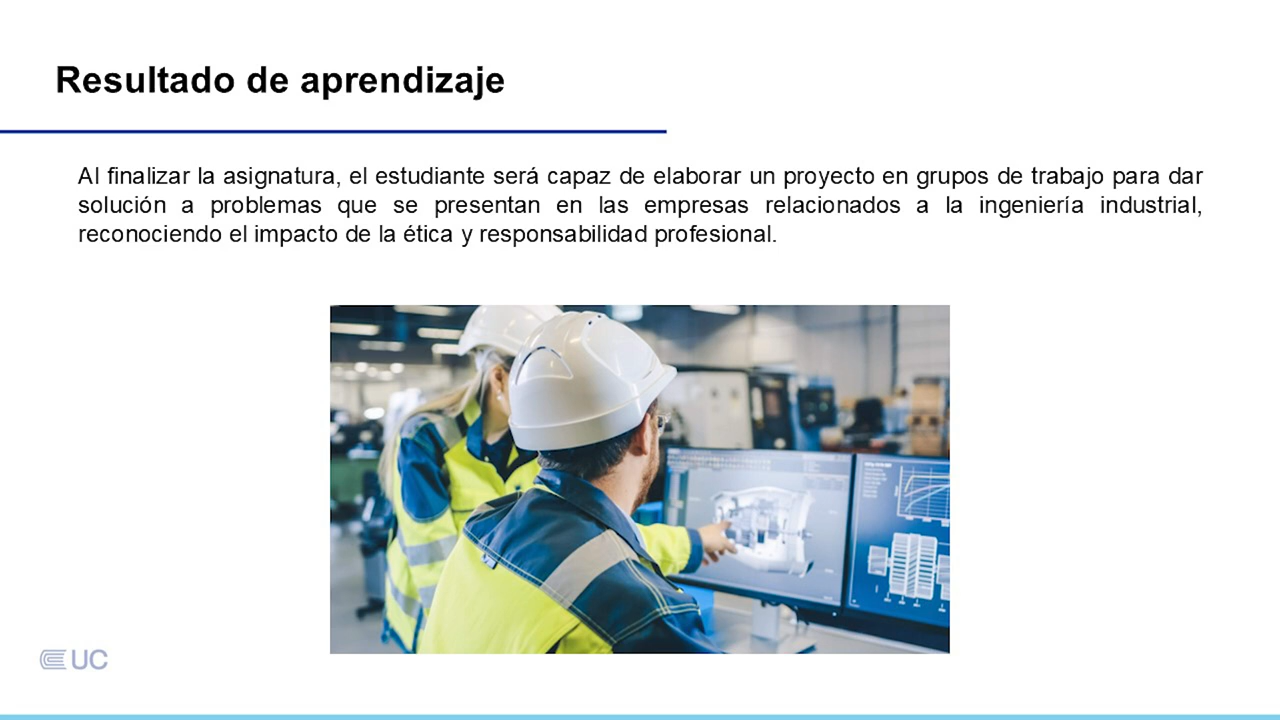 Resultado de aprendizaje
Al finalizar la asignatura, el estudiante será capaz de elaborar un proyecto en grupos de trabajo para dar
solución a problemas que se presentan en las empresas relacionados a la ingeniería industrial,
reconociendo el impacto de la ética y responsabilidad profesional.
UC